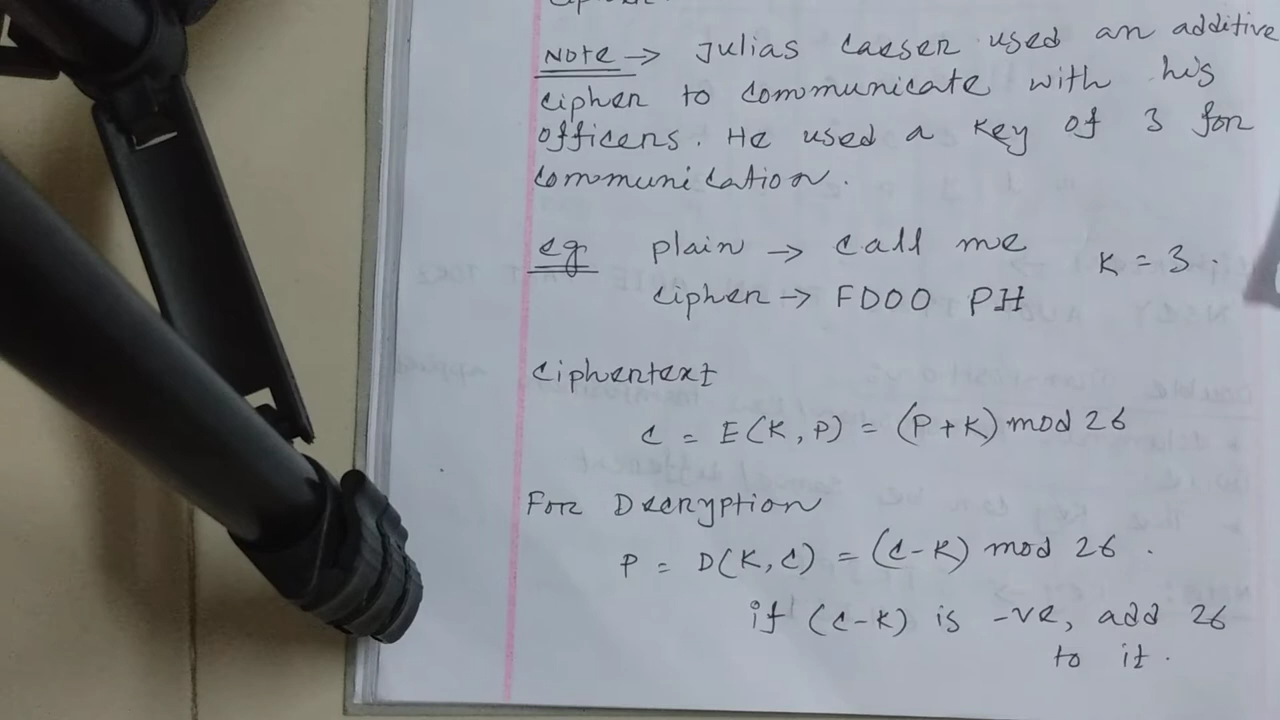 Cipher.
Note → Julias Caeser used an additive
cipher to communicate with his
officers. He used a key of 3 for
communication.
eg plain → call me K = 3.
cipher → FDOO PH
Ciphertext
C = E(K, P) = (P + K) mod 26
For Decryption
P = D(K, C) = (C - K) mod 26.
if (C - K) is -ve, add 26
to it.